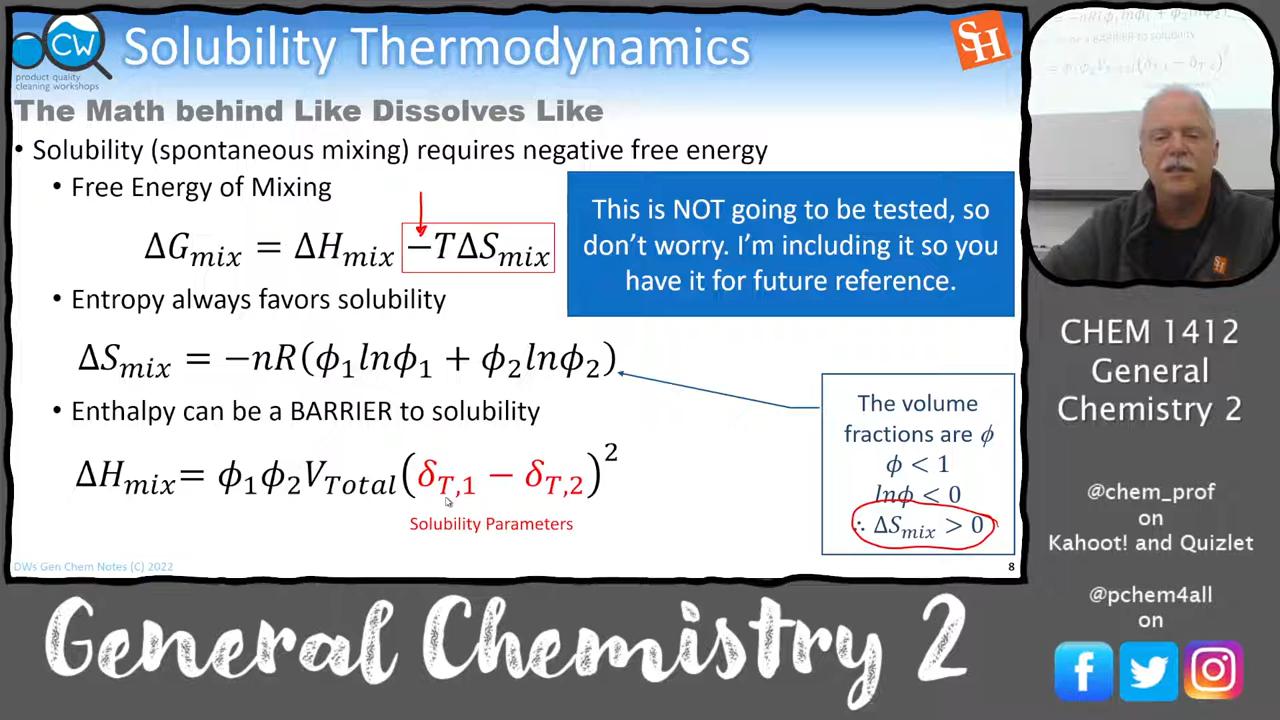 CW
product quality
cleaning workshops
Solubility Thermodynamics
SH
The Math behind Like Dissolves Like
• Solubility (spontaneous mixing) requires negative free energy
• Free Energy of Mixing
ΔG_mix = ΔH_mix −TΔS_mix
This is NOT going to be tested, so
don't worry. I'm including it so you
have it for future reference.
• Entropy always favors solubility
ΔS_mix = −nR(ϕ₁lnϕ₁ + ϕ₂lnϕ₂)
• Enthalpy can be a BARRIER to solubility
ΔH_mix= ϕ₁ϕ₂V_Total(δ_T,1 − δ_T,2)²
Solubility Parameters
The volume
fractions are ϕ
ϕ < 1
lnϕ < 0
∴ ΔS_mix > 0
DWs Gen Chem Notes (C) 2022
8
CHEM 1412
General
Chemistry 2
@chem_prof
on
Kahoot! and Quizlet
@pchem4all
on
General Chemistry 2